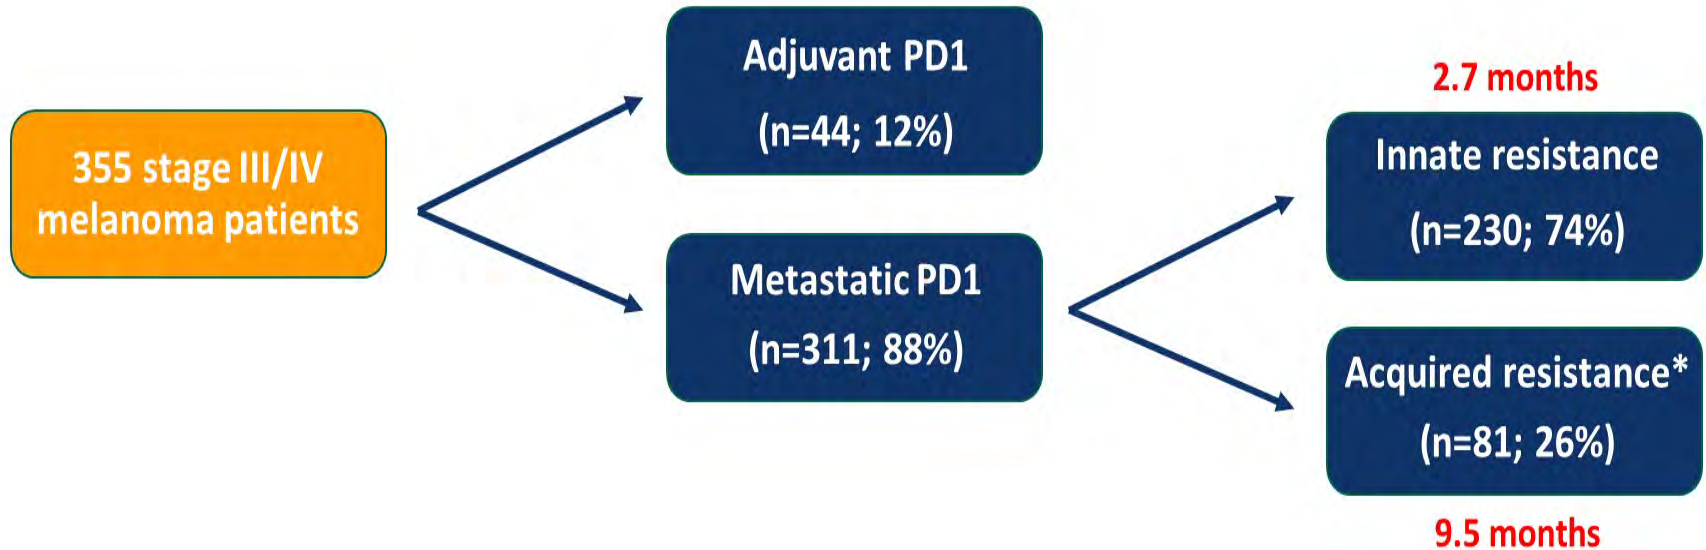 355 stage III/IV
melanoma patients
Adjuvant PD1
(n=44; 12%)
Metastatic PD1
(n=311; 88%)
2.7 months
Innate resistance
(n=230; 74%)
Acquired resistance*
(n=81; 26%)
9.5 months